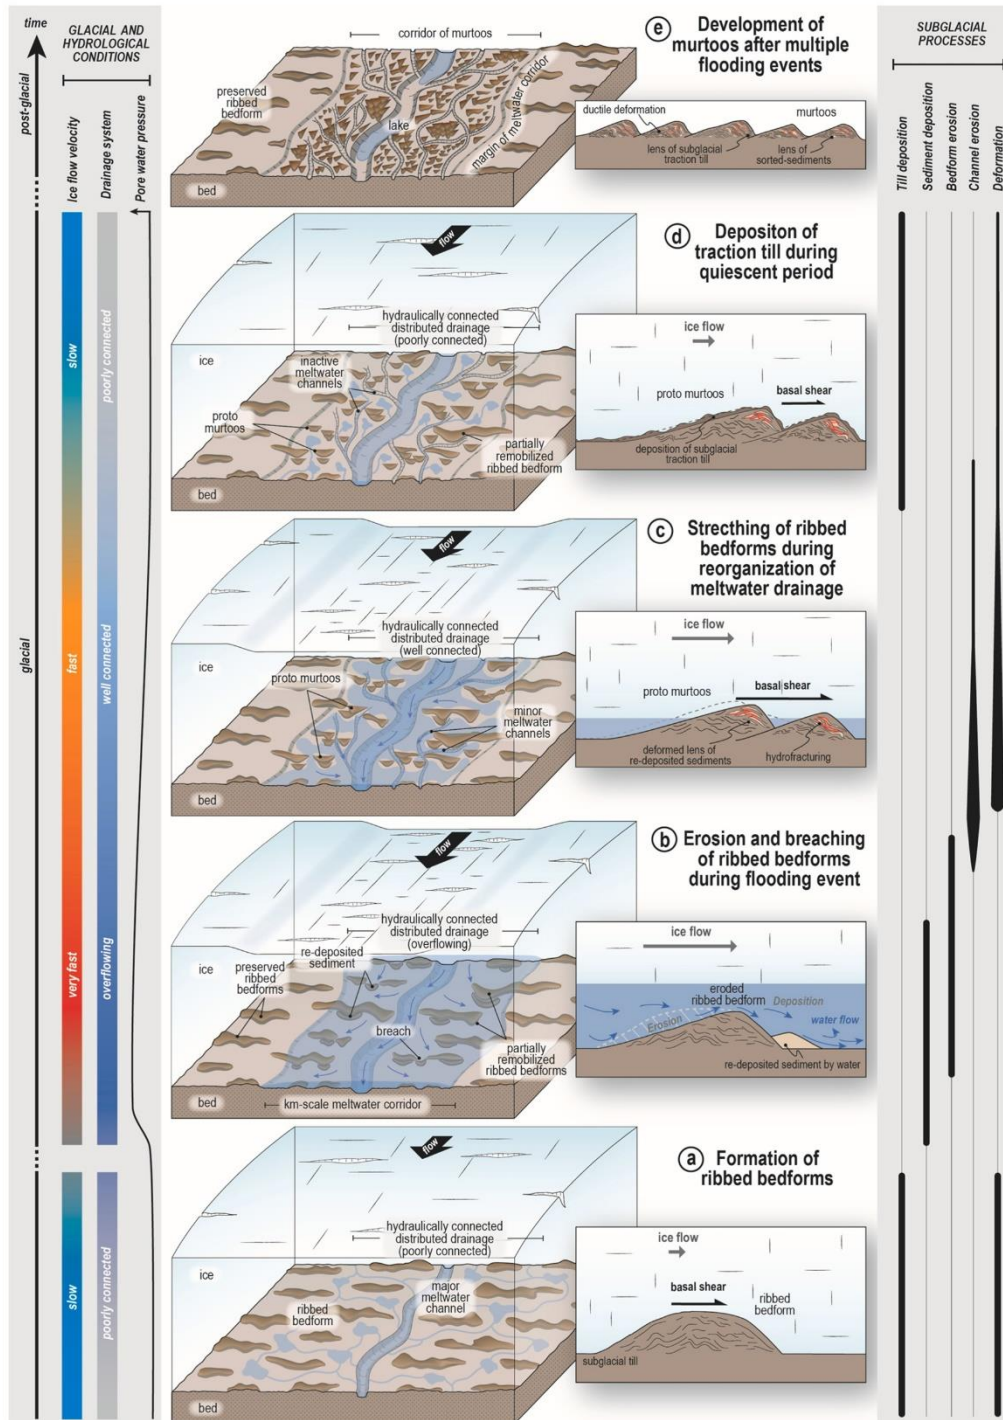 time
GLACIAL AND
HYDROLOGICAL
CONDITIONS
Ice flow velocity
Drainage system
Pore water pressure
post-glacial
glacial
slow
fast
very fast
slow
poorly connected
well connected
overflowing
poorly connected
SUBGLACIAL
PROCESSES
Till deposition
Sediment deposition
Bedform erosion
Channel erosion
Deformation
e
Development of
murtoos after multiple
flooding events
corridor of murtoos
preserved
ribbed
bedform
lake
margin of meltwater corridor
bed
ductile deformation
murtoos
lens of subglacial
traction till
lens of
sorted-sediments
d
Depositon of
traction till during
quiescent period
flow
hydraulically connected
distributed drainage
(poorly connected)
ice
inactive
meltwater
channels
proto
murtoos
partially
remobilized
ribbed bedform
bed
ice flow
proto murtoos
basal shear
deposition of subglacial
traction till
c
Strecthing of ribbed
bedforms during
reorganization of
meltwater drainage
flow
hydraulically connected
distributed drainage
(well connected)
ice
proto murtoos
minor
meltwater
channels
bed
ice flow
proto murtoos
basal shear
deformed lens of
re-deposited sediments
hydrofracturing
b
Erosion and breaching
of ribbed bedforms
during flooding event
flow
hydraulically connected
distributed drainage
(overflowing)
ice
re-deposited
sediment
preserved
ribbed
bedforms
breach
partially
remobilized
ribbed bedforms
bed
km-scale meltwater corridor
ice flow
eroded
ribbed bedform
Deposition
Erosion
water flow
re-deposited sediment by water
a
Formation of
ribbed bedforms
flow
hydraulically connected
distributed drainage
(poorly connected)
ice
major
meltwater
channel
ribbed
bedform
bed
ice flow
basal shear
ribbed
bedform
subglacial till